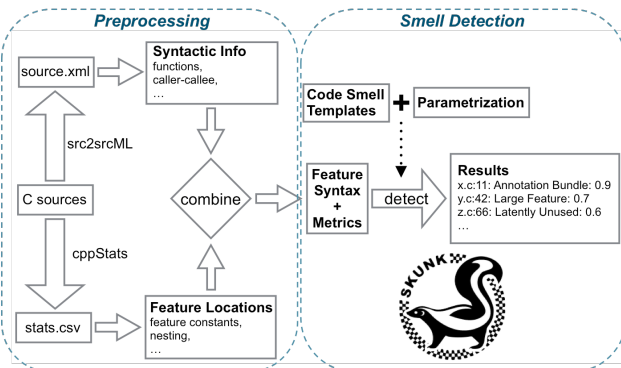 Preprocessing
Smell Detection
source.xml
Syntactic Info
functions,
caller-callee,
…
src2srcML
C sources
cppStats
stats.csv
Feature Locations
feature constants,
nesting,
…
combine
Code Smell
Templates
+
Parametrization
Feature
Syntax
+
Metrics
detect
Results
x.c:11: Annotation Bundle: 0.9
y.c:42: Large Feature: 0.7
z.c:66: Latently Unused: 0.6
…
SKUNK